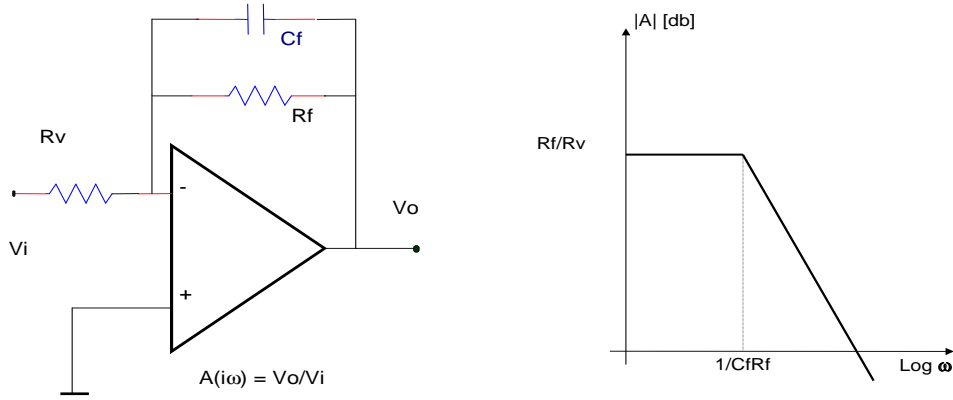 Cf
Rf
Rv
-
Vo
Vi
+
A(iω) = Vo/Vi
|A| [db]
Rf/Rv
1/CfRf
Log ω